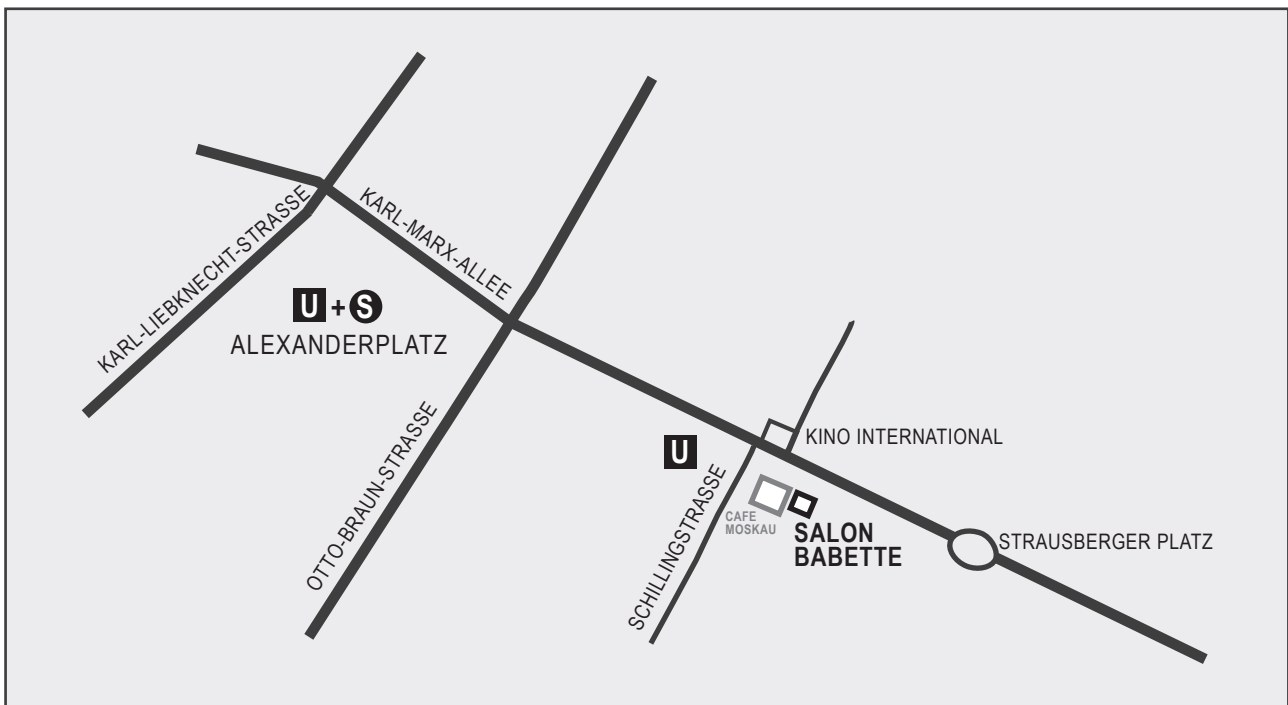 KARL-LIEBKNECHT-STRASSE
KARL-MARX-ALLEE
U + S
ALEXANDERPLATZ
OTTO-BRAUN-STRASSE
U
SCHILLINGSTRASSE
KINO INTERNATIONAL
CAFE
MOSKAU
SALON
BABETTE
STRAUSBERGER PLATZ